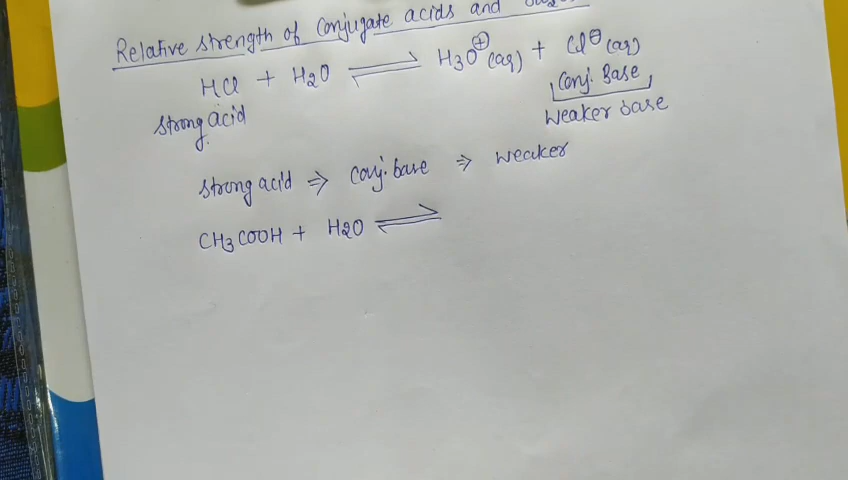 Relative strength of Conjugate acids and
HCl + H2O ⇌ H3O⊕(aq) + Cl⊖(aq)
Strong acid
Conj. Base
Weaker base
Strong acid ⇒ Conj. base ⇒ Weaker
CH3COOH + H2O ⇌